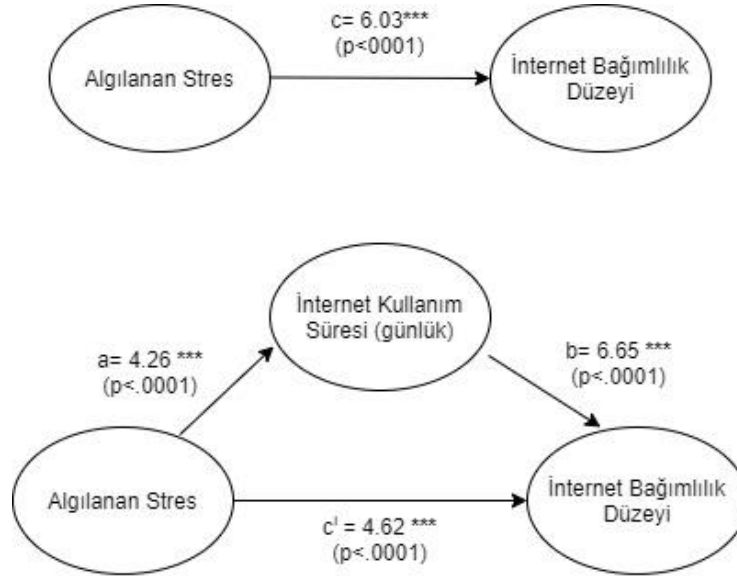 c= 6.03***
(p<0001)
Algılanan Stres
İnternet Bağımlılık
Düzeyi
İnternet Kullanım
Süresi (günlük)
a= 4.26 ***
(p<.0001)
b= 6.65 ***
(p<.0001)
Algılanan Stres
İnternet Bağımlılık
Düzeyi
c' = 4.62 ***
(p<.0001)